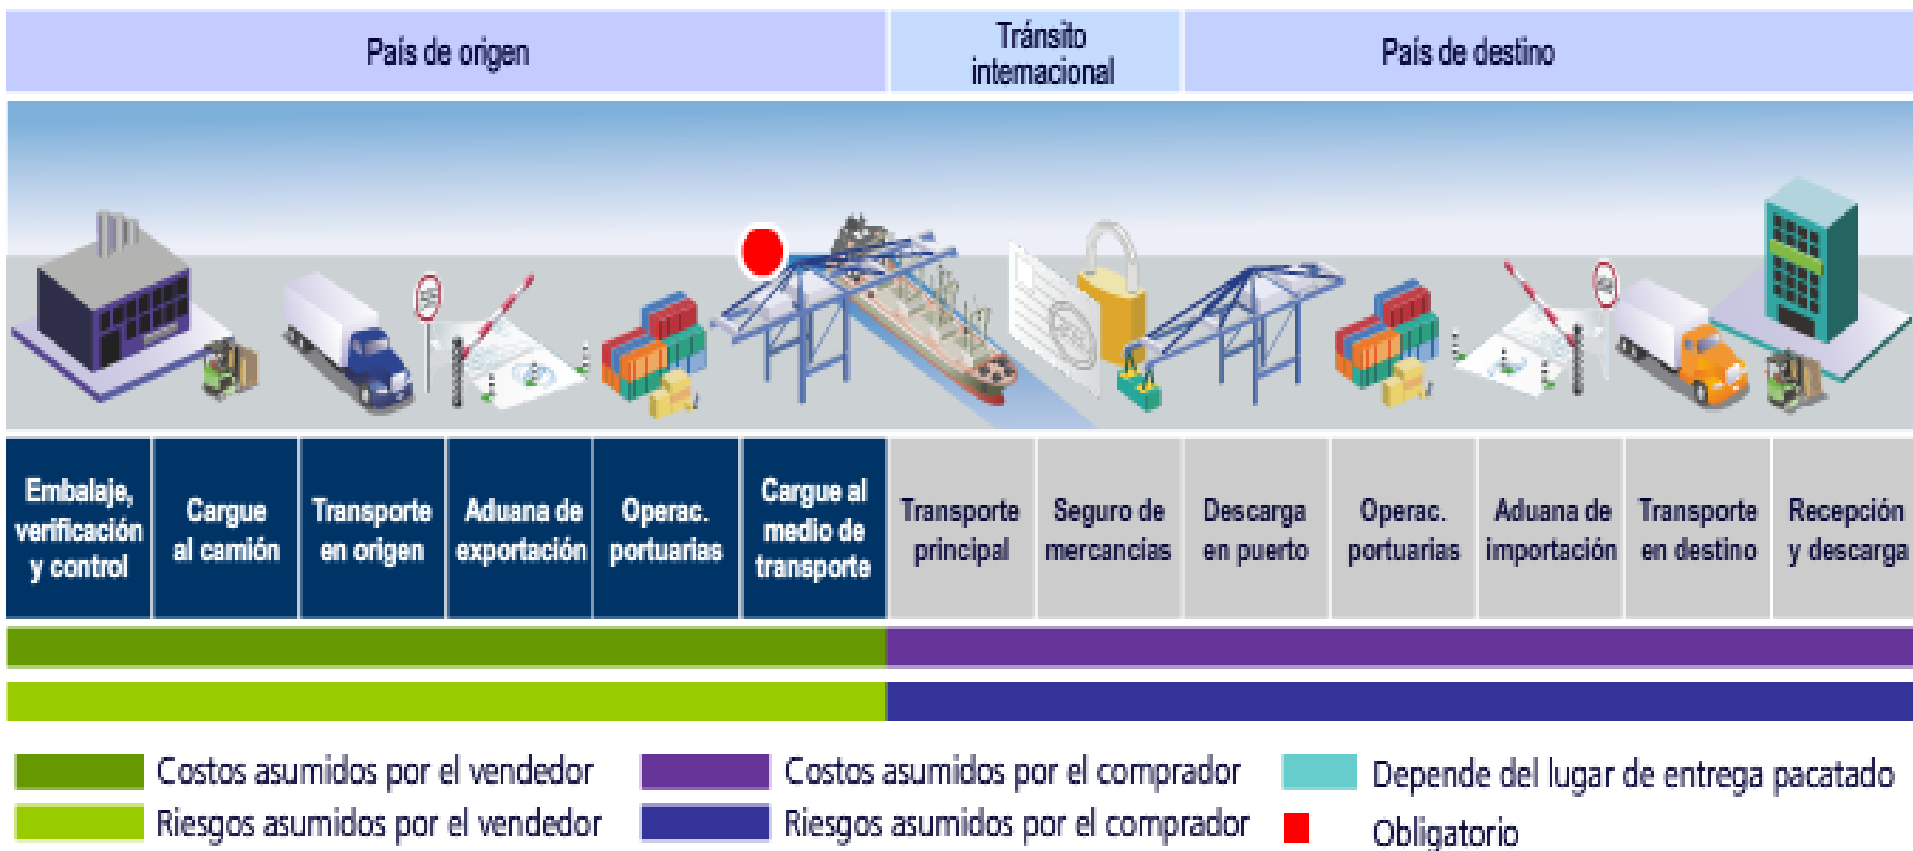 País de origen
Tránsito
internacional
País de destino
Embalaje,
verificación
y control
Cargue
al camión
Transporte
en origen
Aduana de
exportación
Operac.
portuarias
Cargue al
medio de
transporte
Transporte
principal
Seguro de
mercancías
Descarga
en puerto
Operac.
portuarias
Aduana de
importación
Transporte
en destino
Recepción
y descarga
Costos asumidos por el vendedor
Costos asumidos por el comprador
Depende del lugar de entrega pacatado
Riesgos asumidos por el vendedor
Riesgos asumidos por el comprador
Obligatorio